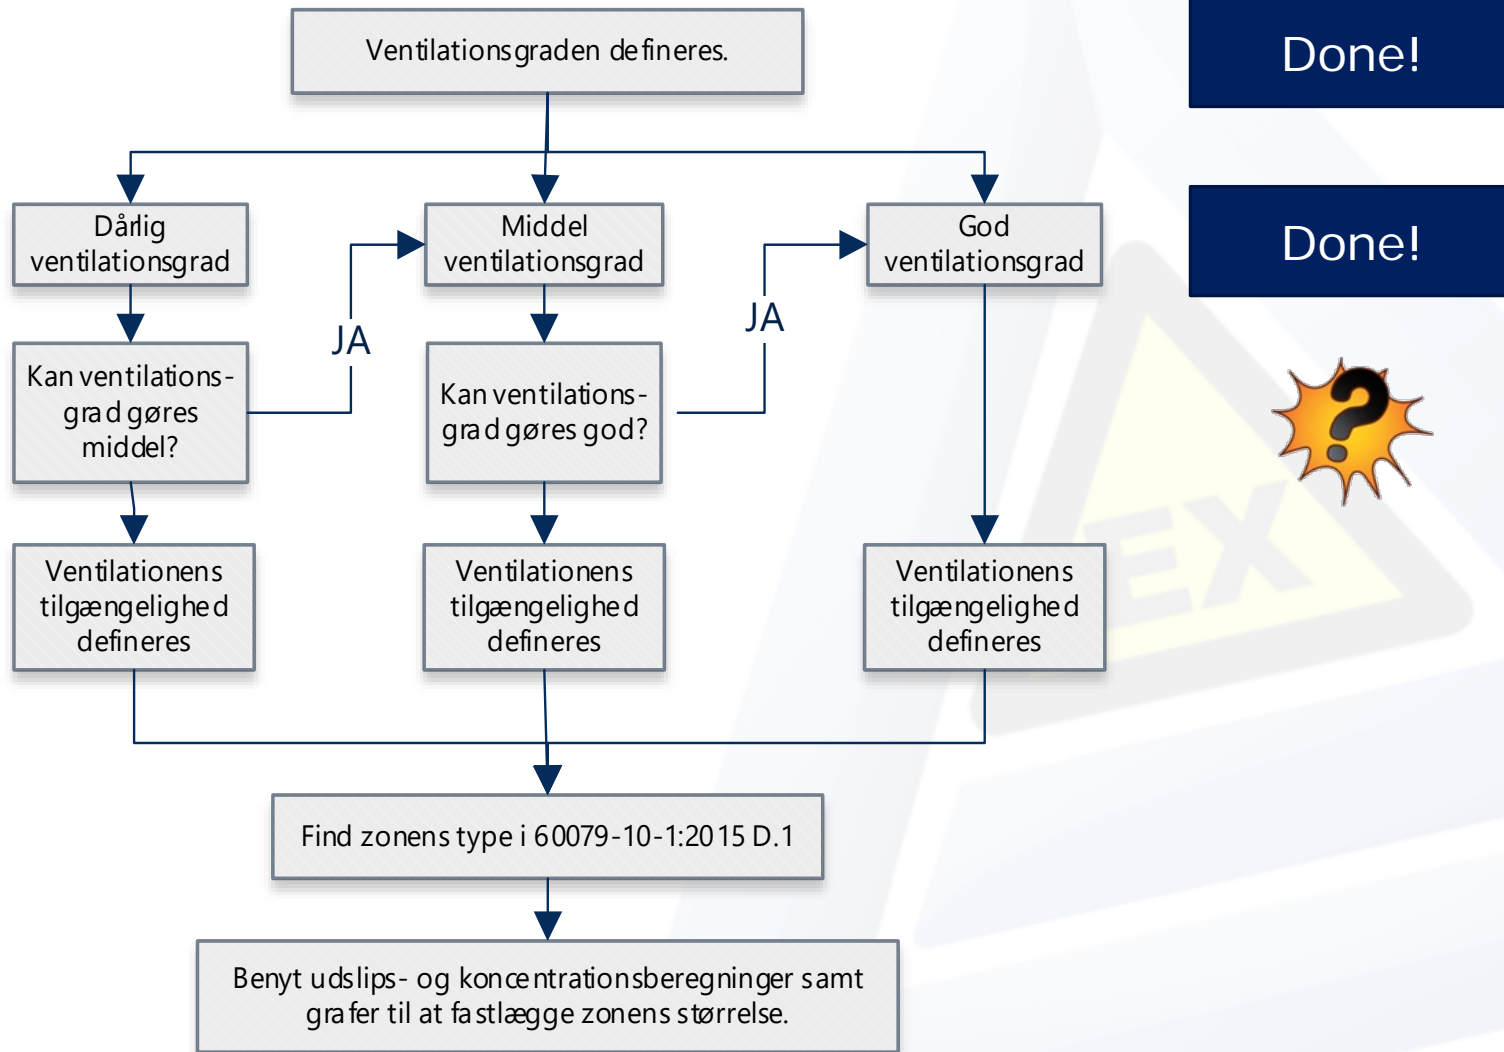 Ventilationsgraden defineres.
Done!
Dårlig
ventilationsgrad
Middel
ventilationsgrad
God
ventilationsgrad
Done!
JA
JA
Kan ventilations-
grad gøres
middel?
Kan ventilations-
grad gøres god?
?
Ventilationens
tilgængelighed
defineres
Ventilationens
tilgængelighed
defineres
Ventilationens
tilgængelighed
defineres
EX
Find zonens type i 60079-10-1:2015 D.1
Benyt udslips- og koncentrationsberegninger samt
grafer til at fastlægge zonens størrelse.